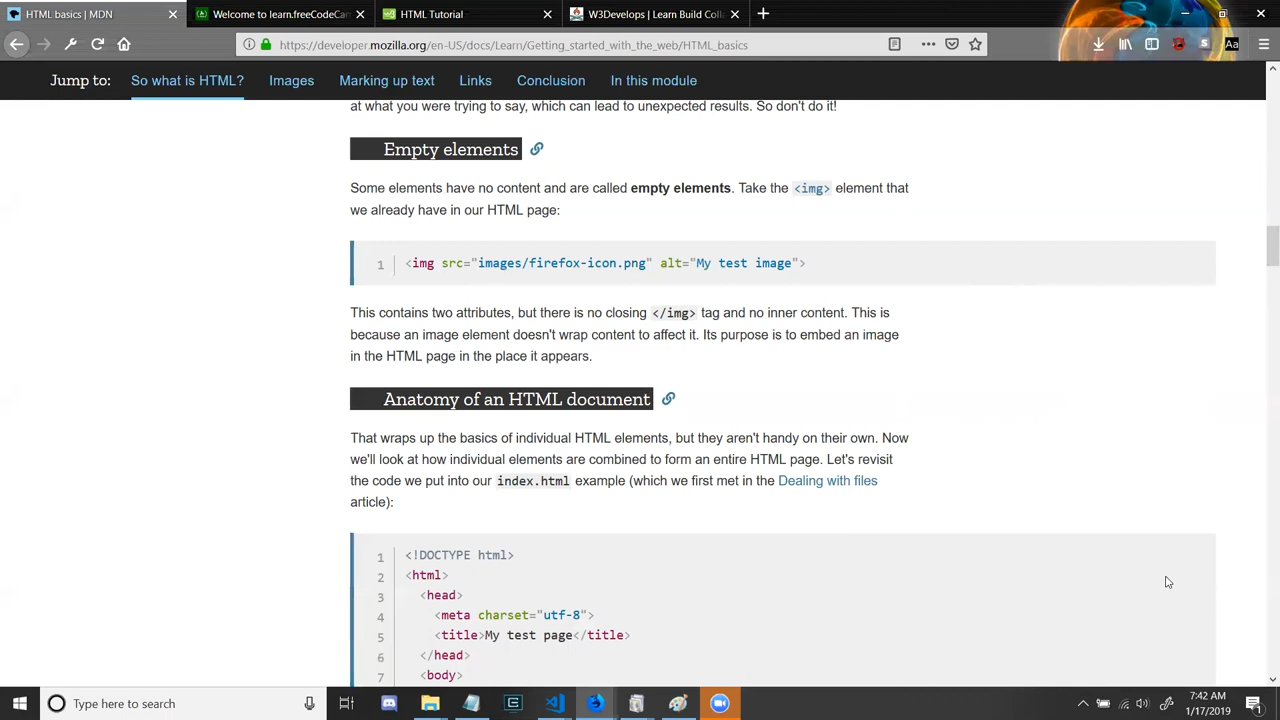 HTML basics | MDN
Welcome to learn.freeCodeCa
HTML Tutorial
W3Develops | Learn Build Colla
https://developer.mozilla.org/en-US/docs/Learn/Getting_started_with_the_web/HTML_basics
Aa
Jump to: So what is HTML? Images Marking up text Links Conclusion In this module
at what you were trying to say, which can lead to unexpected results. So don't do it!
Empty elements
Some elements have no content and are called empty elements. Take the <img> element that
we already have in our HTML page:
1 <img src="images/firefox-icon.png" alt="My test image">
This contains two attributes, but there is no closing </img> tag and no inner content. This is
because an image element doesn't wrap content to affect it. Its purpose is to embed an image
in the HTML page in the place it appears.
Anatomy of an HTML document
That wraps up the basics of individual HTML elements, but they aren't handy on their own. Now
we'll look at how individual elements are combined to form an entire HTML page. Let's revisit
the code we put into our index.html example (which we first met in the Dealing with files
article):
1 <!DOCTYPE html>
2 <html>
3 <head>
4 <meta charset="utf-8">
5 <title>My test page</title>
6 </head>
7 <body>
Type here to search
7:42 AM
1/17/2019